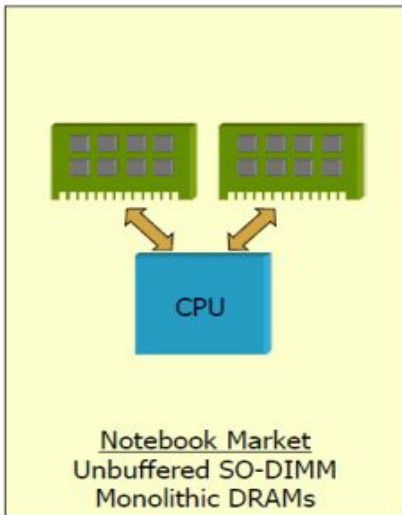 CPU
Notebook Market
Unbuffered SO-DIMM
Monolithic DRAMs